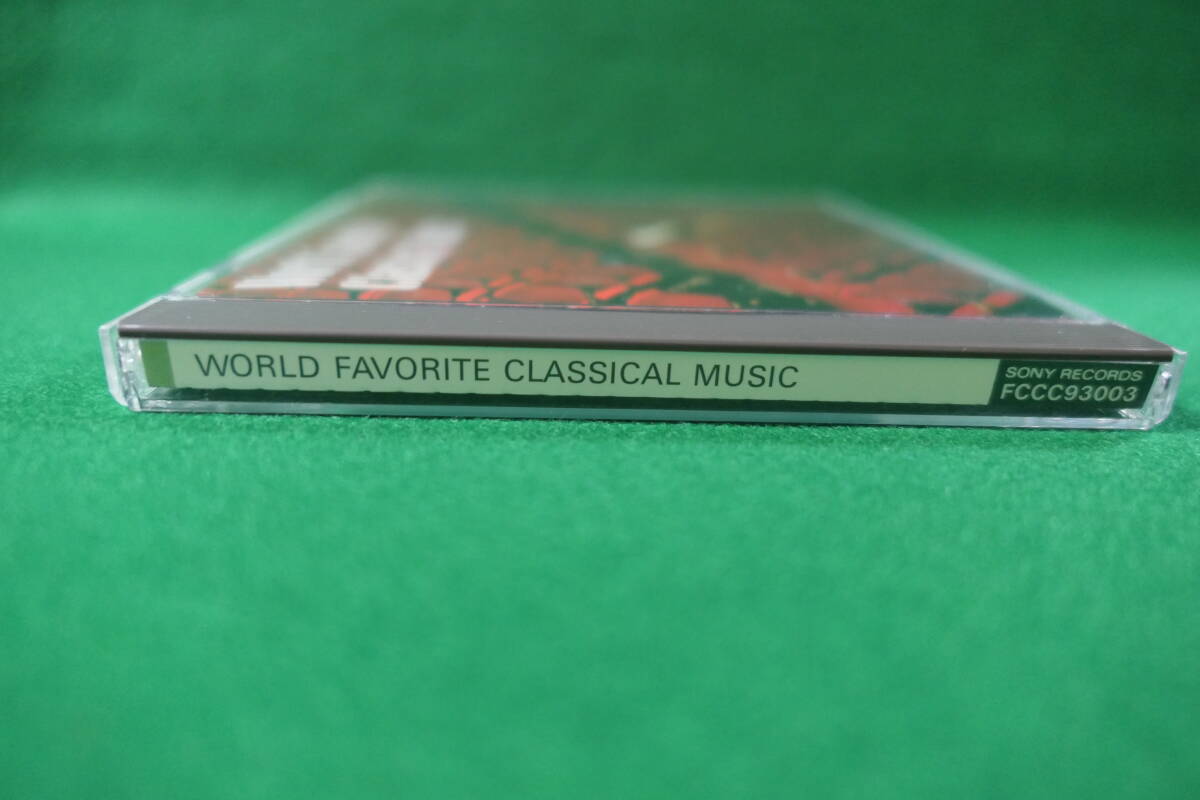 WORLD FAVORITE CLASSICAL MUSIC
SONY RECORDS
FCCC93003